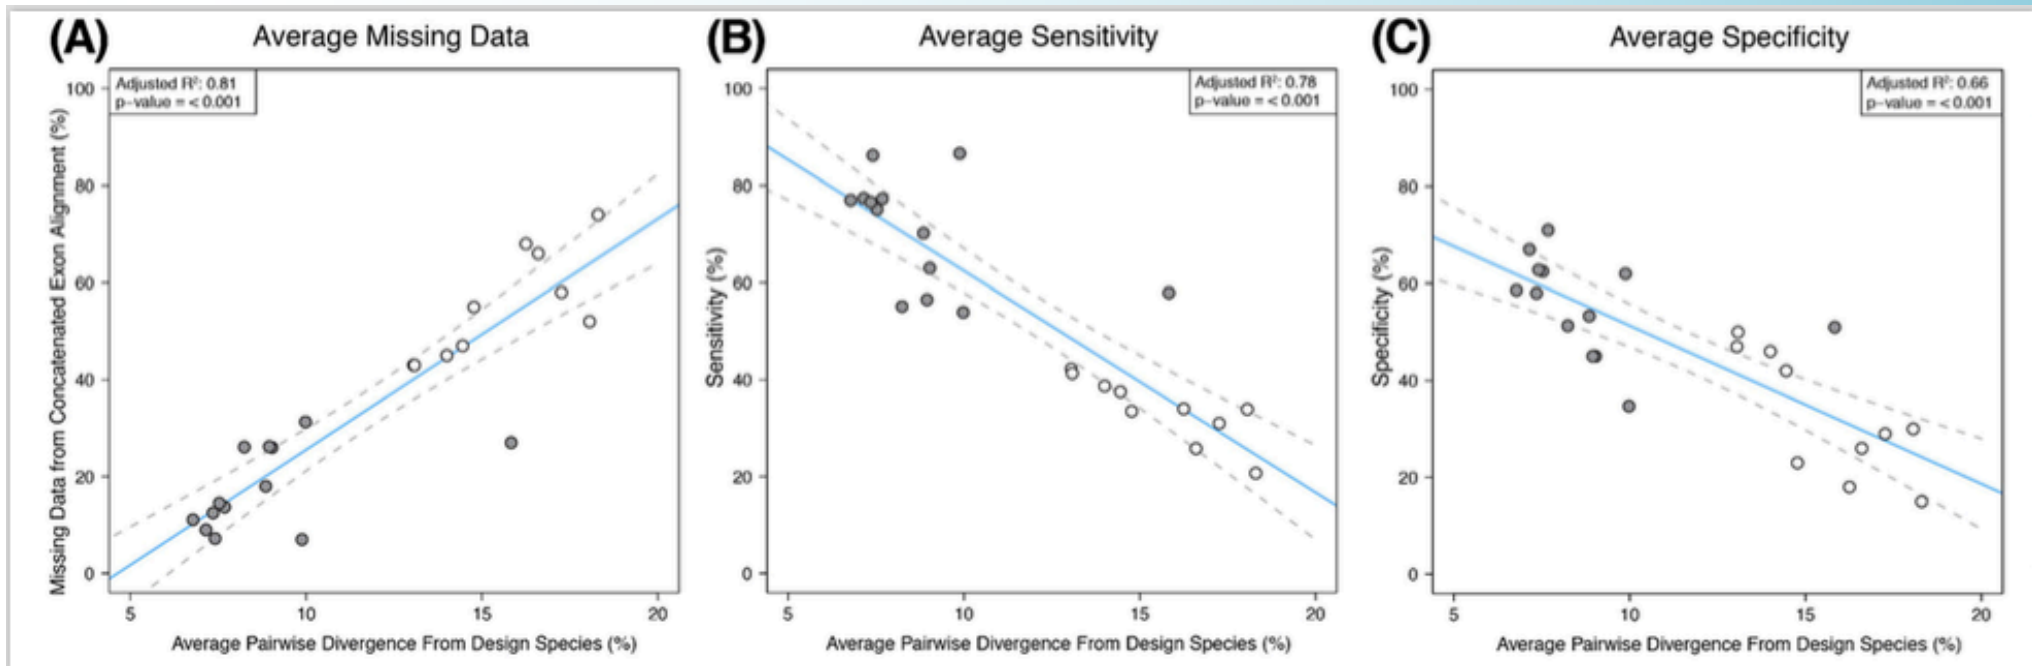 (A) Average Missing Data
Adjusted R²: 0.81
p-value = < 0.001
Missing Data from Concatenated Exon Alignment (%)
100
80
60
40
20
0
5 10 15 20
Average Pairwise Divergence From Design Species (%)
(B) Average Sensitivity
Adjusted R²: 0.78
p-value = < 0.001
Sensitivity (%)
100
80
60
40
20
0
5 10 15 20
Average Pairwise Divergence From Design Species (%)
(C) Average Specificity
Adjusted R²: 0.66
p-value = < 0.001
Specificity (%)
100
80
60
40
20
0
5 10 15 20
Average Pairwise Divergence From Design Species (%)